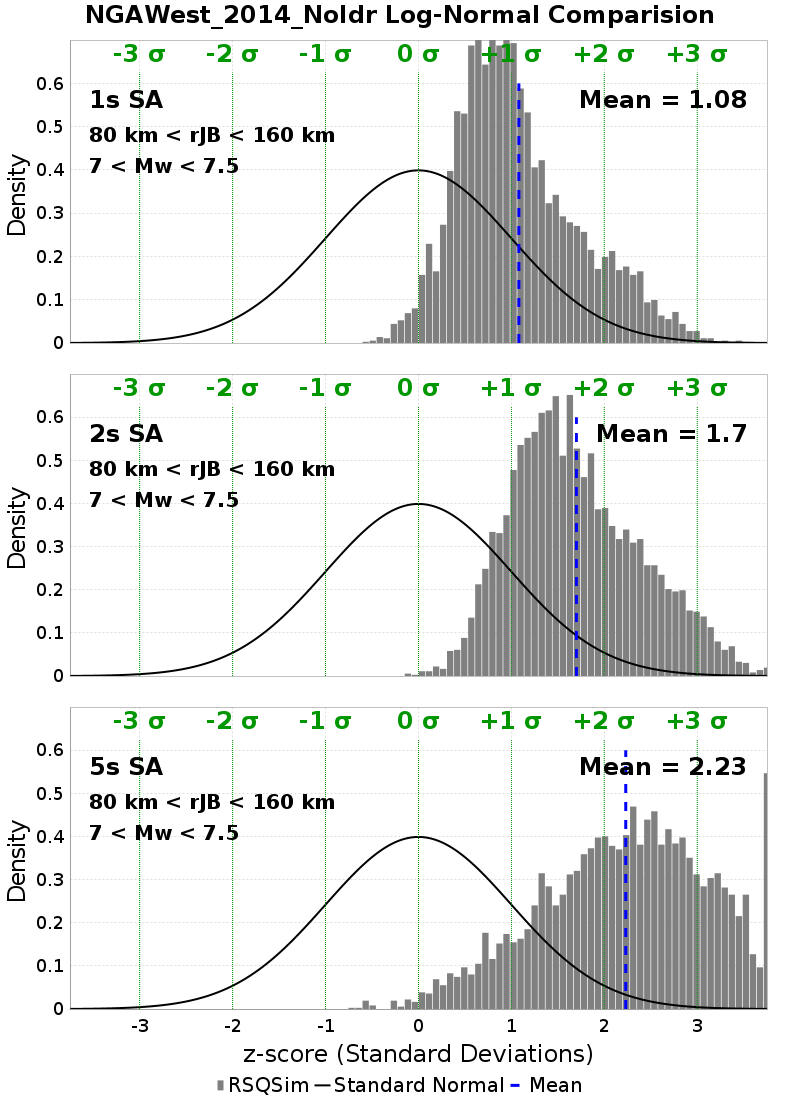 NGAWest_2014_NoIdr Log-Normal Comparision
-3 σ -2 σ -1 σ 0 σ +1 σ +2 σ +3 σ
1s SA
Mean = 1.08
80 km < rJB < 160 km
7 < Mw < 7.5
Density
0.6
0.5
0.4
0.3
0.2
0.1
0
-3 σ -2 σ -1 σ 0 σ +1 σ +2 σ +3 σ
2s SA
Mean = 1.7
80 km < rJB < 160 km
7 < Mw < 7.5
Density
0.6
0.5
0.4
0.3
0.2
0.1
0
-3 σ -2 σ -1 σ 0 σ +1 σ +2 σ +3 σ
5s SA
Mean = 2.23
80 km < rJB < 160 km
7 < Mw < 7.5
Density
0.6
0.5
0.4
0.3
0.2
0.1
0
-3 -2 -1 0 1 2 3
z-score (Standard Deviations)
RSQSim Standard Normal Mean